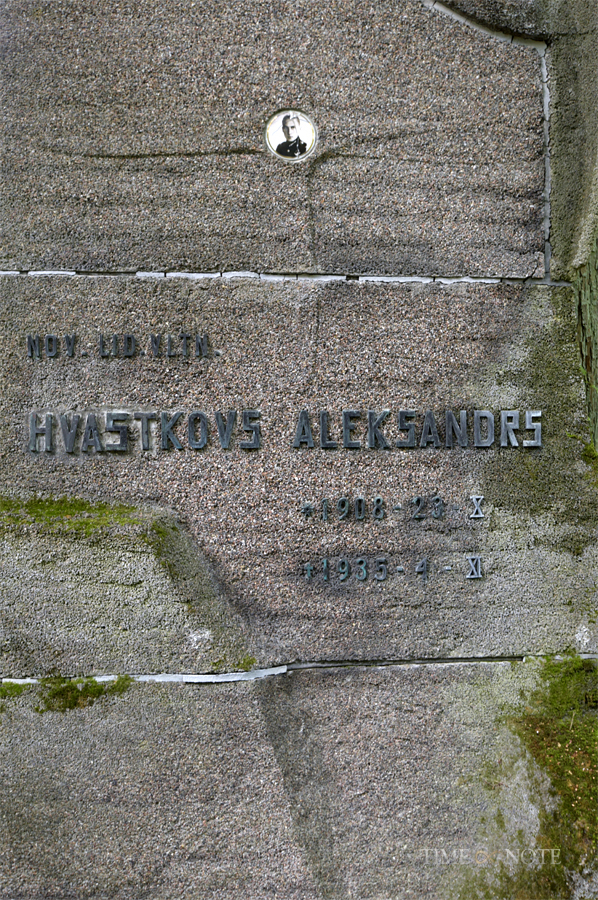 NOV. LID. VLTN.
HVASTKOVS ALEKSANDRS
*1908 - 23 - X
+1935 - 4 - XI
TIME NOTE